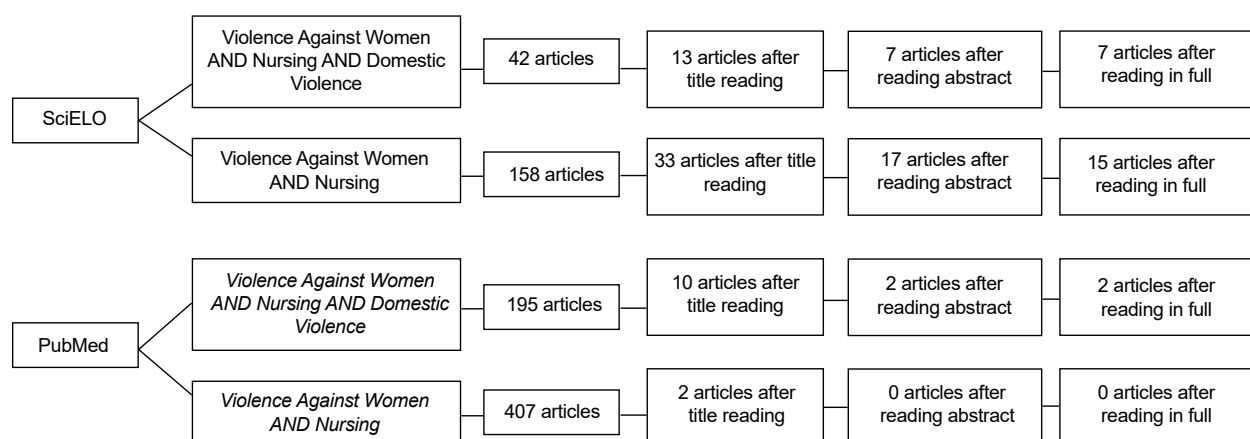 Violence Against Women
AND Nursing AND Domestic
Violence
42 articles
13 articles after
title reading
7 articles after
reading abstract
7 articles after
reading in full
SciELO
Violence Against Women
AND Nursing
158 articles
33 articles after title
reading
17 articles after
reading abstract
15 articles after
reading in full
Violence Against Women
AND Nursing AND Domestic
Violence
195 articles
10 articles after
title reading
2 articles after
reading abstract
2 articles after
reading in full
PubMed
Violence Against Women
AND Nursing
407 articles
2 articles after
title reading
0 articles after
reading abstract
0 articles after
reading in full